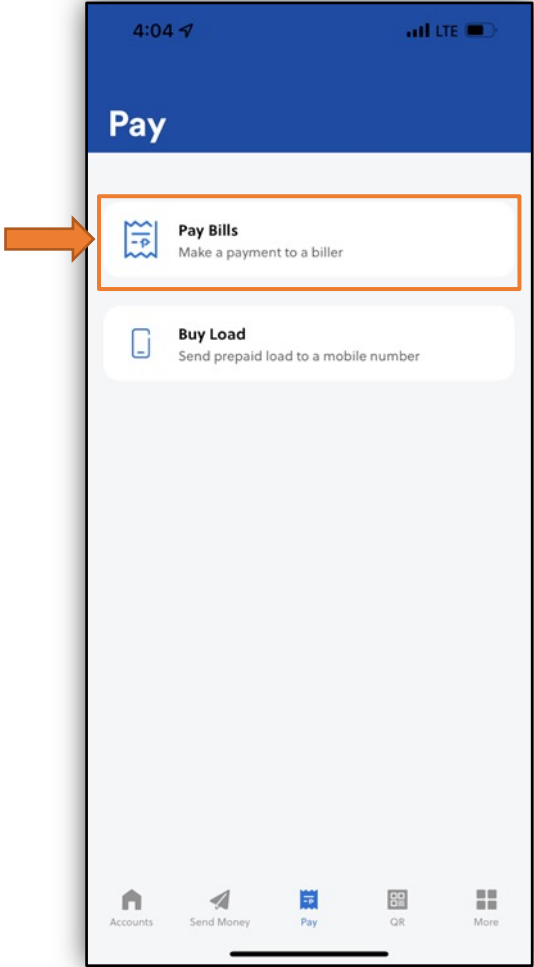 4:04 LTE
Pay
Pay Bills
Make a payment to a biller
Buy Load
Send prepaid load to a mobile number
Accounts Send Money Pay QR More